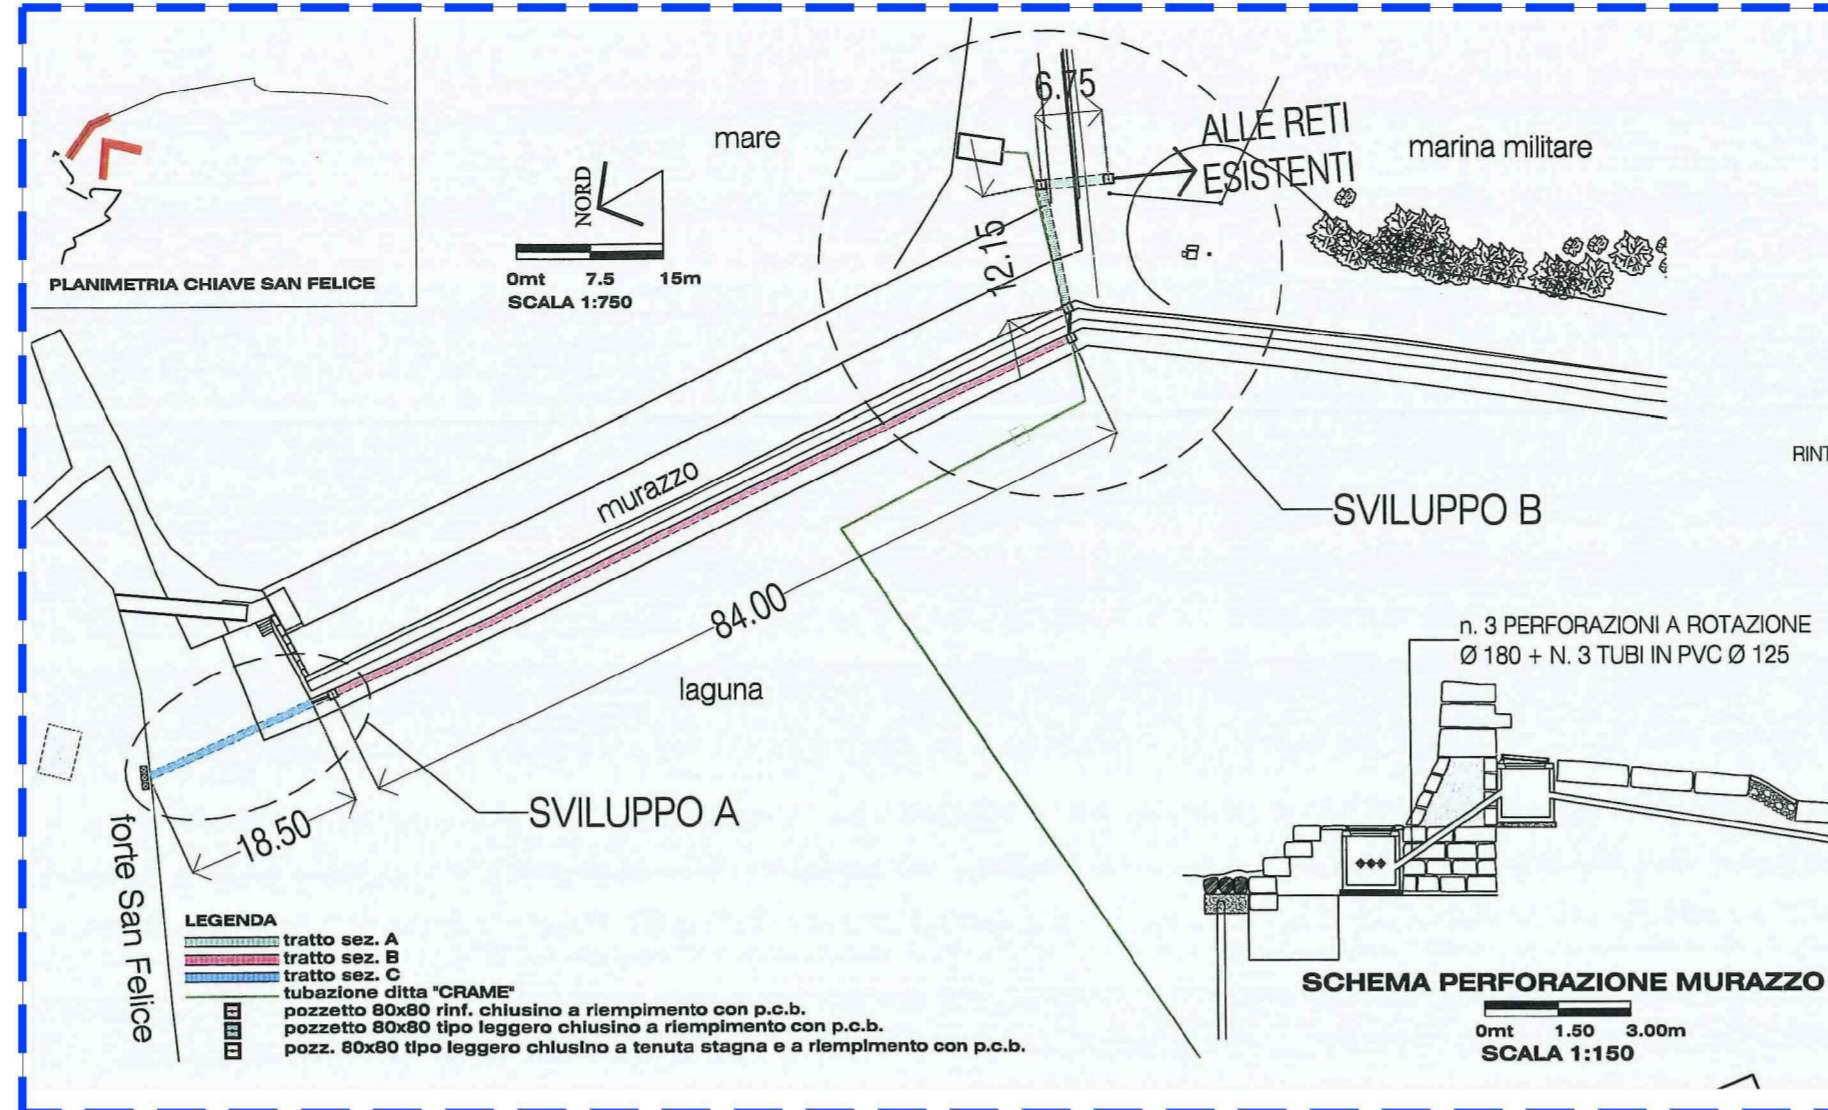 PLANIMETRIA CHIAVE SAN FELICE
NORD
0mt 7.5 15m
SCALA 1:750
mare
6.75
ALLE RETI
ESISTENTI
marina militare
12.15
murazzo
SVILUPPO B
RINT
84.00
laguna
n. 3 PERFORAZIONI A ROTAZIONE
Ø 180 + N. 3 TUBI IN PVC Ø 125
SVILUPPO A
18.50
forte San Felice
LEGENDA
tratto sez. A
tratto sez. B
tratto sez. C
tubazione ditta "CRAME"
pozzetto 80x80 rinf. chiusino a riempimento con p.c.b.
pozzetto 80x80 tipo leggero chiusino a riempimento con p.c.b.
pozz. 80x80 tipo leggero chiusino a tenuta stagna e a riempimento con p.c.b.
SCHEMA PERFORAZIONE MURAZZO
0mt 1.50 3.00m
SCALA 1:150